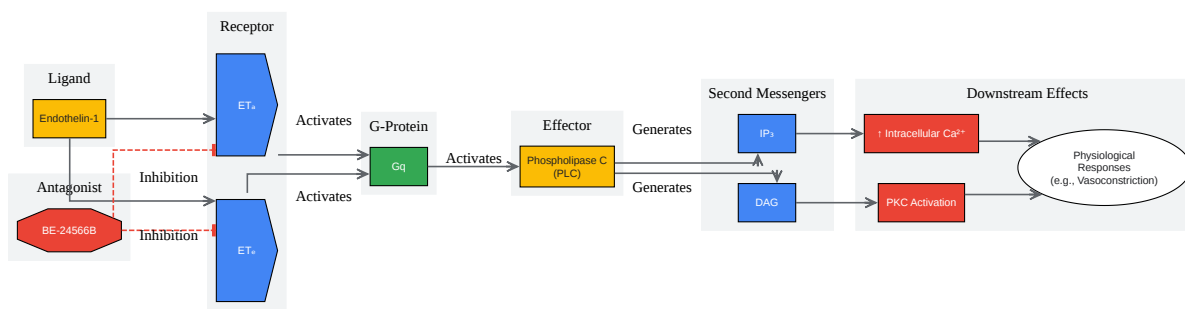 Receptor
Ligand
Endothelin-1
ETₐ
Activates
Inhibition
Antagonist
BE-24566B
Inhibition
ETₑ
Activates
G-Protein
Gq
Activates
Effector
Phospholipase C
(PLC)
Generates
Generates
Second Messengers
IP₃
DAG
Downstream Effects
↑ Intracellular Ca²⁺
PKC Activation
Physiological
Responses
(e.g., Vasoconstriction)